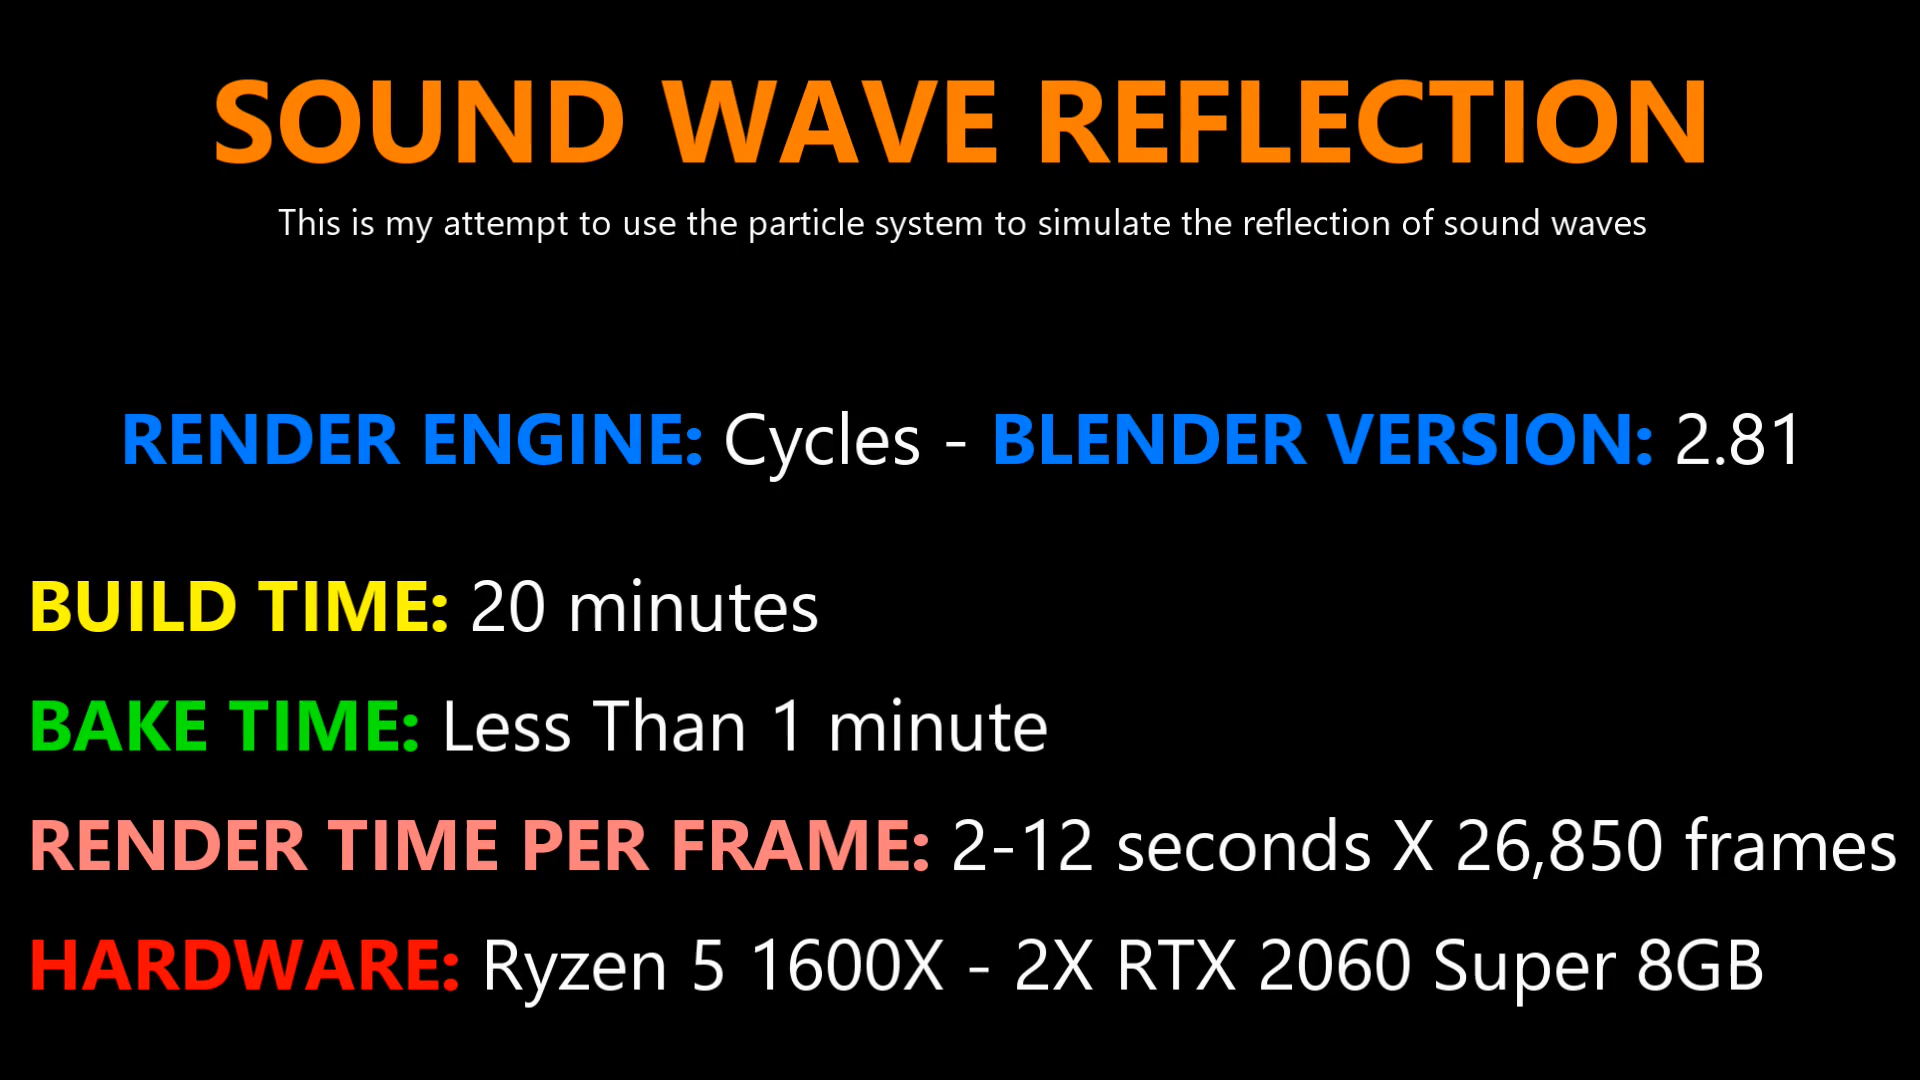 SOUND WAVE REFLECTION
This is my attempt to use the particle system to simulate the reflection of sound waves
RENDER ENGINE: Cycles - BLENDER VERSION: 2.81
BUILD TIME: 20 minutes
BAKE TIME: Less Than 1 minute
RENDER TIME PER FRAME: 2-12 seconds X 26,850 frames
HARDWARE: Ryzen 5 1600X - 2X RTX 2060 Super 8GB